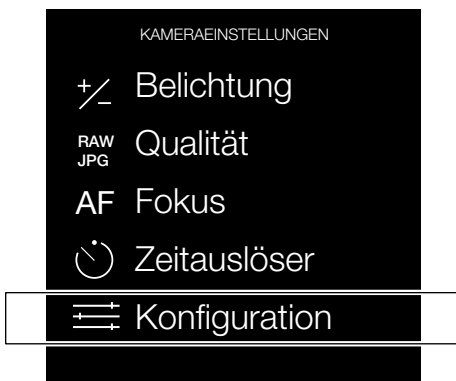 KAMERAEINSTELLUNGEN
+/- Belichtung
RAW JPG Qualität
AF Fokus
Zeitauslöser
Konfiguration